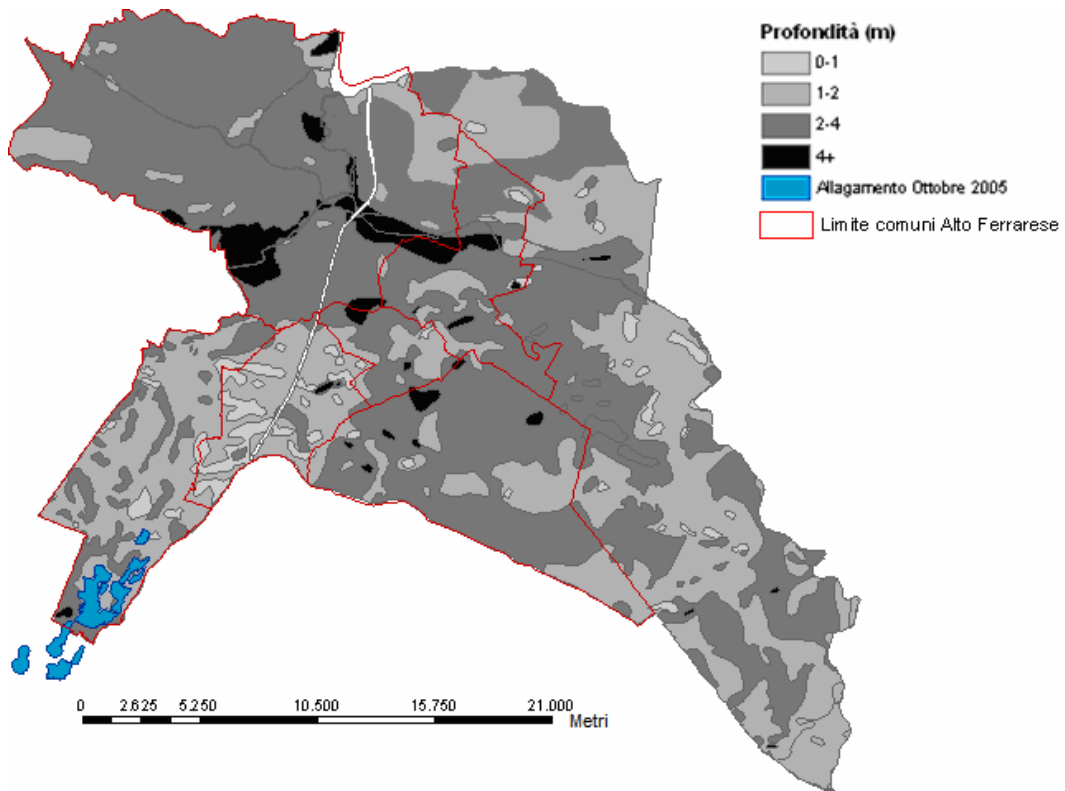 Profondità (m)
0-1
1-2
2-4
4+
Allagamento Ottobre 2005
Limite comuni Alto Ferrarese
0 2.625 5.250 10.500 15.750 21.000
Metri